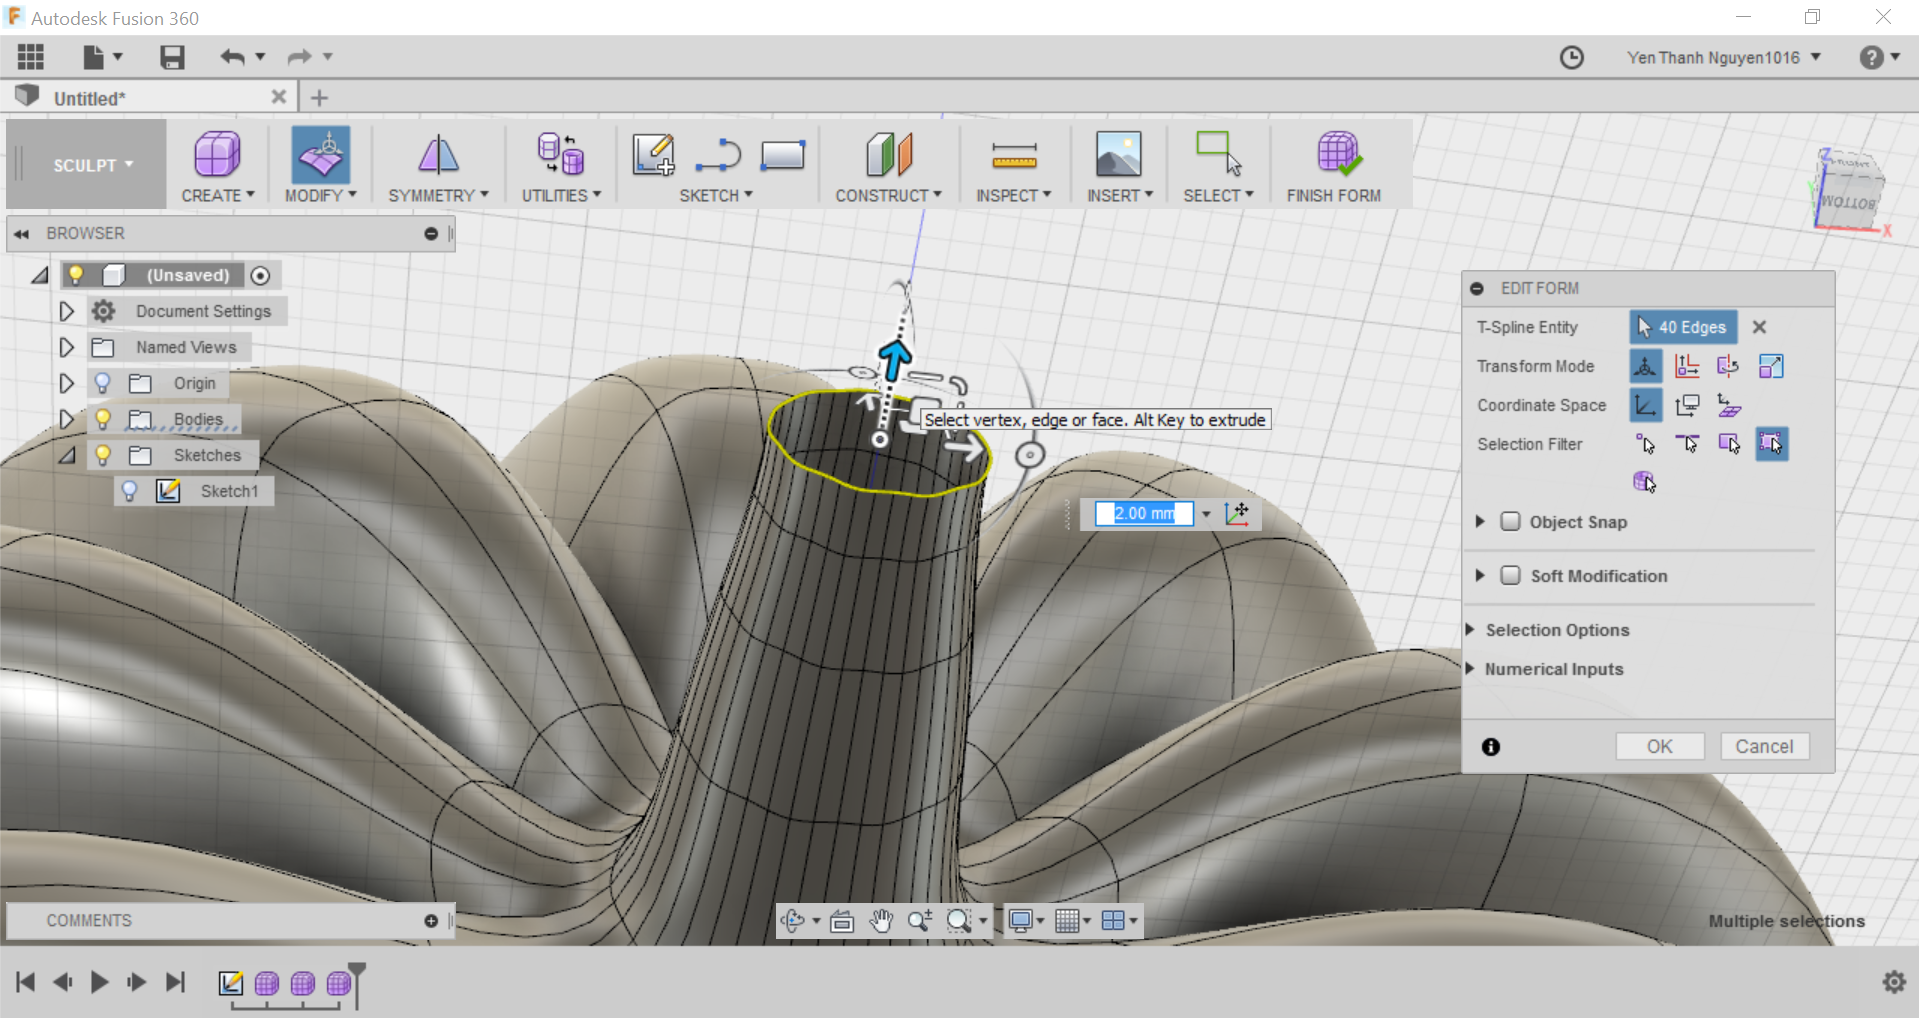 Autodesk Fusion 360
YenThanh Nguyen1016
Untitled*
SCULPT
CREATE
MODIFY
SYMMETRY
UTILITIES
SKETCH
CONSTRUCT
INSPECT
INSERT
SELECT
FINISH FORM
Z
FRONT
Y
BOTTOM
X
BROWSER
(Unsaved)
Document Settings
Named Views
Origin
Bodies
Sketches
Sketch1
Select vertex, edge or face. Alt Key to extrude
2.00 mm
EDIT FORM
T-Spline Entity
40 Edges
Transform Mode
Coordinate Space
Selection Filter
Object Snap
Soft Modification
Selection Options
Numerical Inputs
OK
Cancel
COMMENTS
Multiple selections